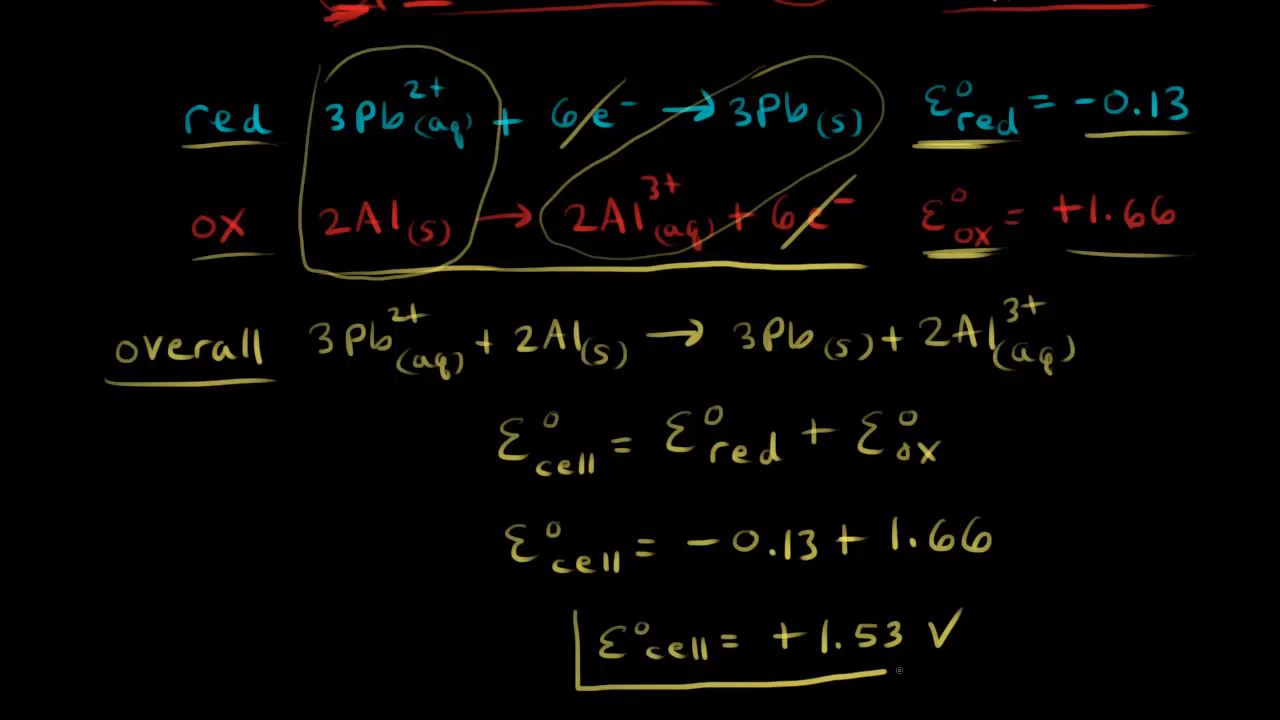 red 3Pb²⁺(aq) + 6e⁻ → 3Pb(s) ℰ°red = -0.13
ox 2Al(s) → 2Al³⁺(aq) + 6e⁻ ℰ°ox = +1.66
overall 3Pb²⁺(aq) + 2Al(s) → 3Pb(s) + 2Al³⁺(aq)
ℰ°cell = ℰ°red + ℰ°ox
ℰ°cell = -0.13 + 1.66
ℰ°cell = +1.53 V